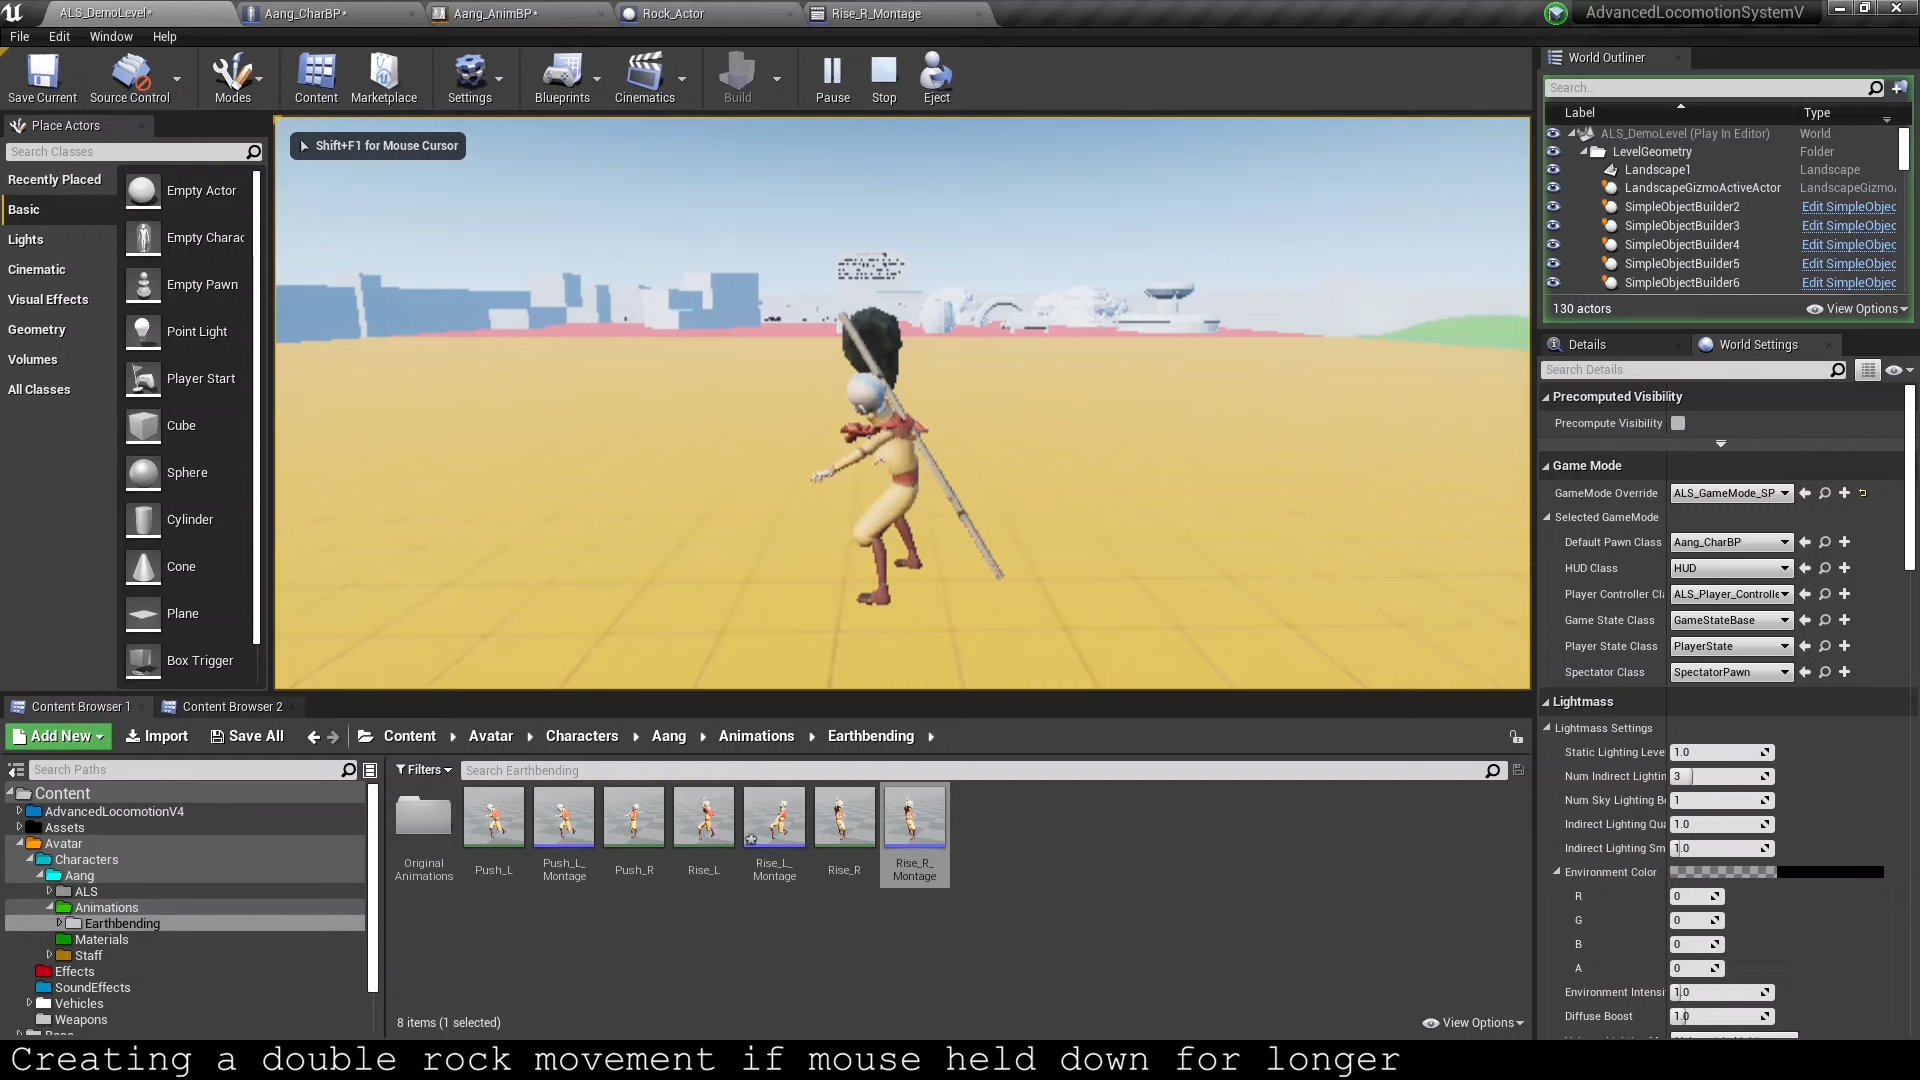 ALS_DemoLevel*
Aang_CharBP*
Aang_AnimBP*
Rock_Actor
Rise_R_Montage
AdvancedLocomotionSystemV
File Edit Window Help
Save Current
Source Control
Modes
Content
Marketplace
Settings
Blueprints
Cinematics
Build
Pause
Stop
Eject
Place Actors
Search Classes
Recently Placed
Basic
Lights
Cinematic
Visual Effects
Geometry
Volumes
All Classes
Empty Actor
Empty Charac
Empty Pawn
Point Light
Player Start
Cube
Sphere
Cylinder
Cone
Plane
Box Trigger
Shift+F1 for Mouse Cursor
World Outliner
Search...
Label Type
ALS_DemoLevel (Play In Editor) World
LevelGeometry Folder
Landscape1 Landscape
LandscapeGizmoActiveActor LandscapeGizmo
SimpleObjectBuilder2 Edit SimpleObjec
SimpleObjectBuilder3 Edit SimpleObjec
SimpleObjectBuilder4 Edit SimpleObjec
SimpleObjectBuilder5 Edit SimpleObjec
SimpleObjectBuilder6 Edit SimpleObjec
130 actors View Options
Details
World Settings
Search Details
Precomputed Visibility
Precompute Visibility
Game Mode
GameMode Override ALS_GameMode_SP
Selected GameMode
Default Pawn Class Aang_CharBP
HUD Class HUD
Player Controller Cl ALS_Player_Controlle
Game State Class GameStateBase
Player State Class PlayerState
Spectator Class SpectatorPawn
Lightmass
Lightmass Settings
Static Lighting Leve 1.0
Num Indirect Lightin 3
Num Sky Lighting B 1
Indirect Lighting Qua 1.0
Indirect Lighting Sm 1.0
Environment Color
R 0
G 0
B 0
A 0
Environment Intensi 1.0
Diffuse Boost 1.0
Content Browser 1
Content Browser 2
Add New Import Save All Content Avatar Characters Aang Animations Earthbending
Search Paths
Filters
Search Earthbending
Content
AdvancedLocomotionV4
Assets
Avatar
Characters
Aang
ALS
Animations
Earthbending
Materials
Staff
Effects
SoundEffects
Vehicles
Weapons
Original Animations
Push_L
Push_L_ Montage
Push_R
Rise_L
Rise_L_ Montage
Rise_R
Rise_R_ Montage
8 items (1 selected)
View Options
Creating a double rock movement if mouse held down for longer